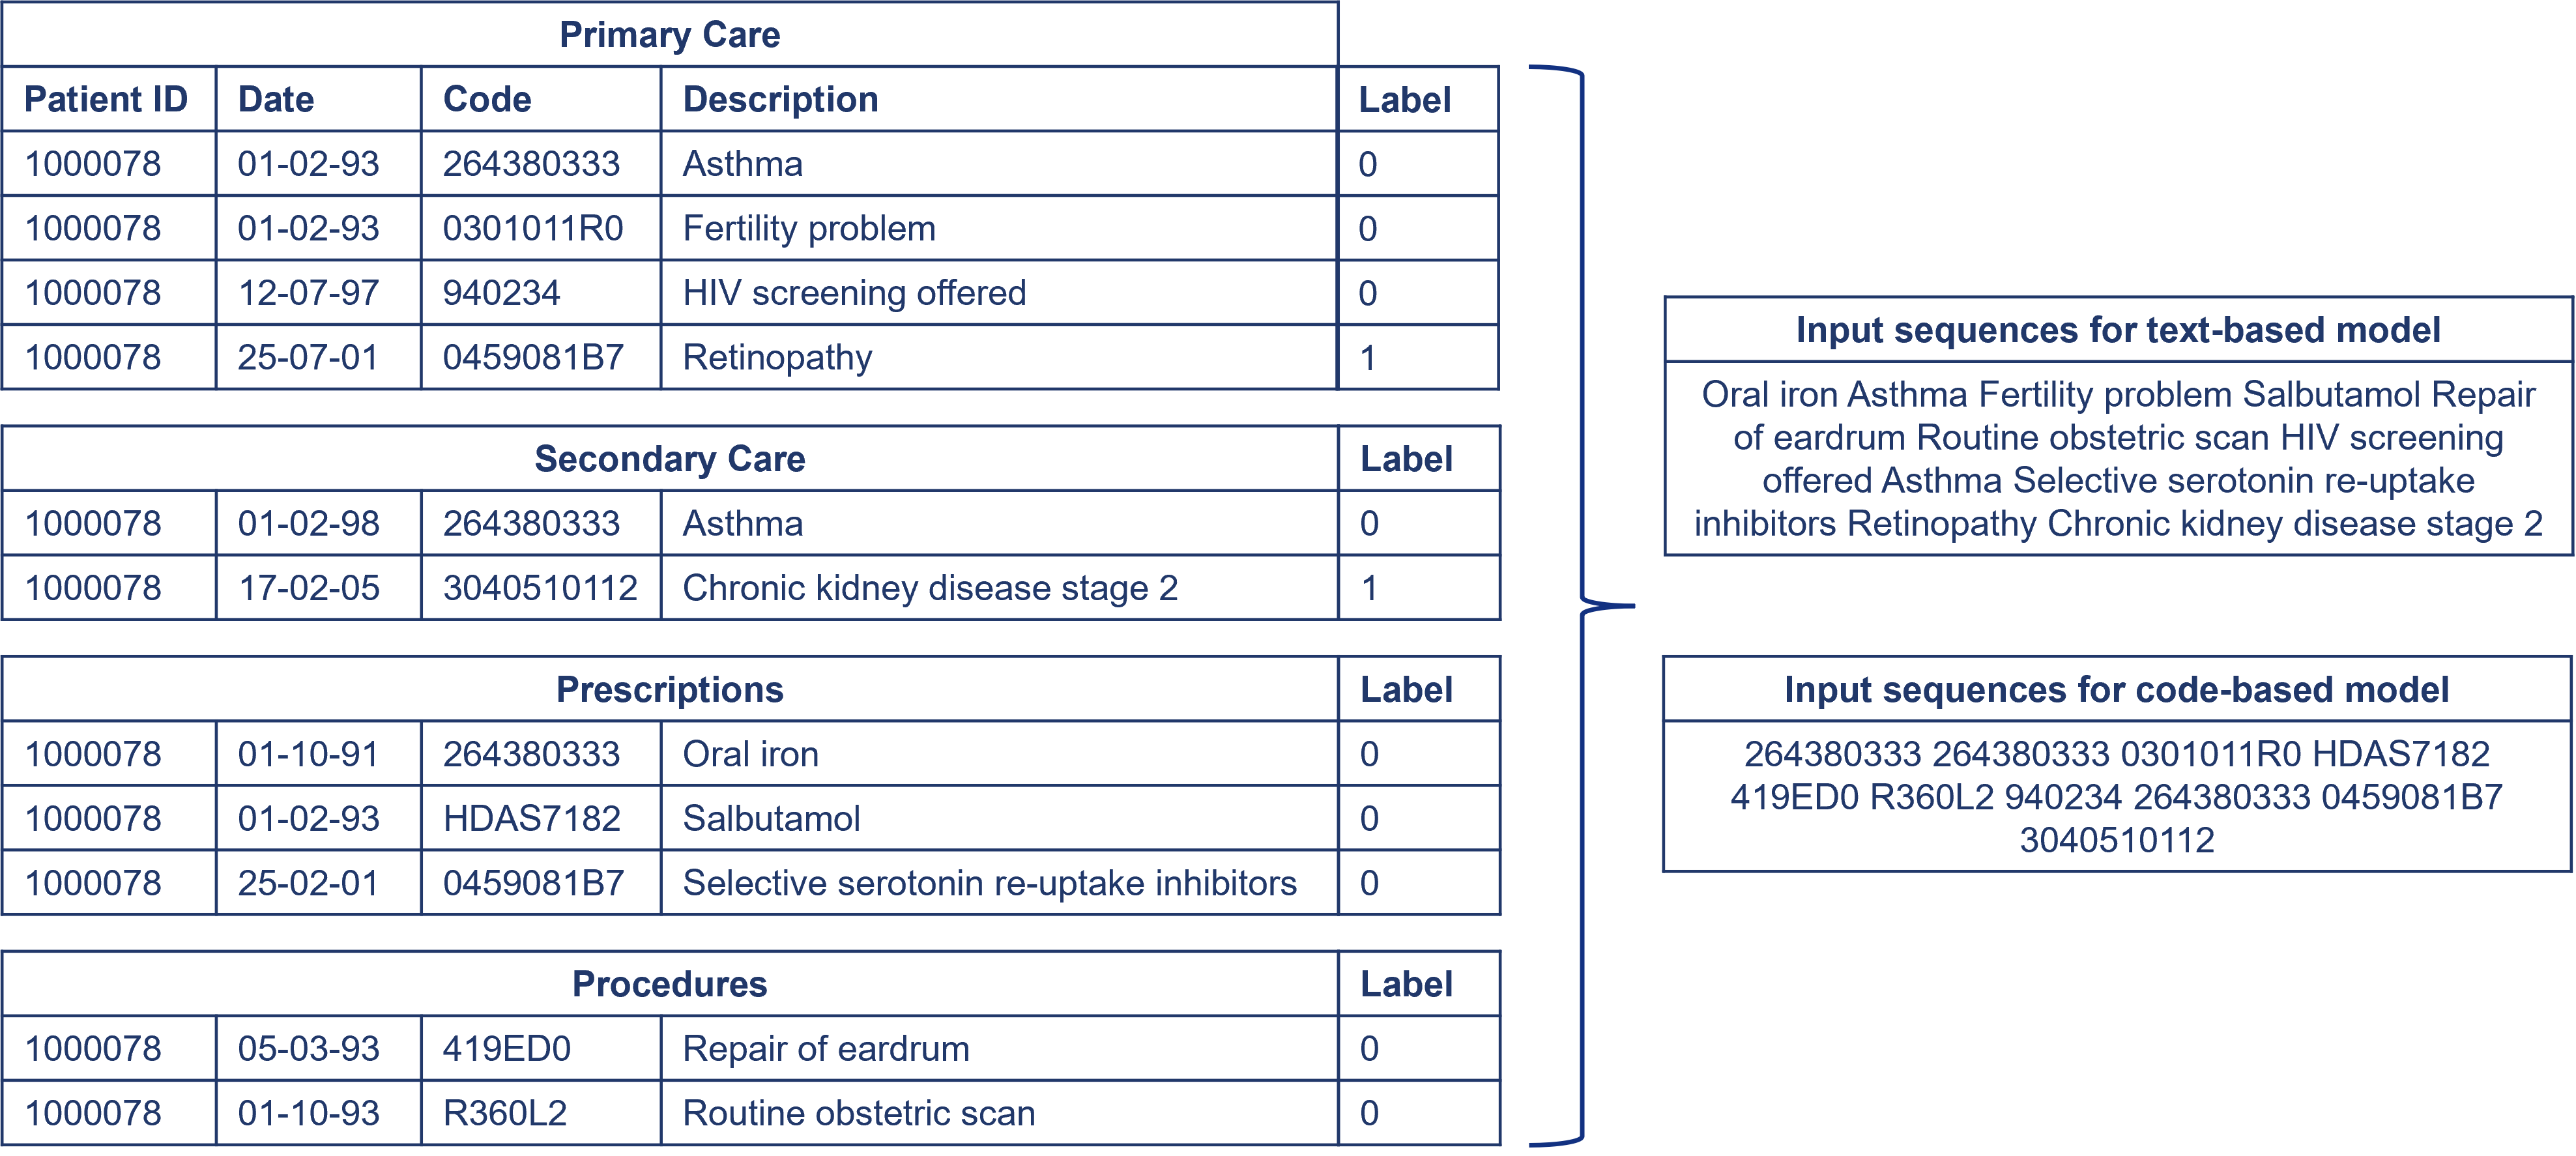 Primary Care
Patient ID Date Code Description Label
1000078 01-02-93 264380333 Asthma 0
1000078 01-02-93 0301011R0 Fertility problem 0
1000078 12-07-97 940234 HIV screening offered 0
1000078 25-07-01 0459081B7 Retinopathy 1
Secondary Care Label
1000078 01-02-98 264380333 Asthma 0
1000078 17-02-05 3040510112 Chronic kidney disease stage 2 1
Prescriptions Label
1000078 01-10-91 264380333 Oral iron 0
1000078 01-02-93 HDAS7182 Salbutamol 0
1000078 25-02-01 0459081B7 Selective serotonin re-uptake inhibitors 0
Procedures Label
1000078 05-03-93 419ED0 Repair of eardrum 0
1000078 01-10-93 R360L2 Routine obstetric scan 0
Input sequences for text-based model
Oral iron Asthma Fertility problem Salbutamol Repair
of eardrum Routine obstetric scan HIV screening
offered Asthma Selective serotonin re-uptake
inhibitors Retinopathy Chronic kidney disease stage 2
Input sequences for code-based model
264380333 264380333 0301011R0 HDAS7182
419ED0 R360L2 940234 264380333 0459081B7
3040510112